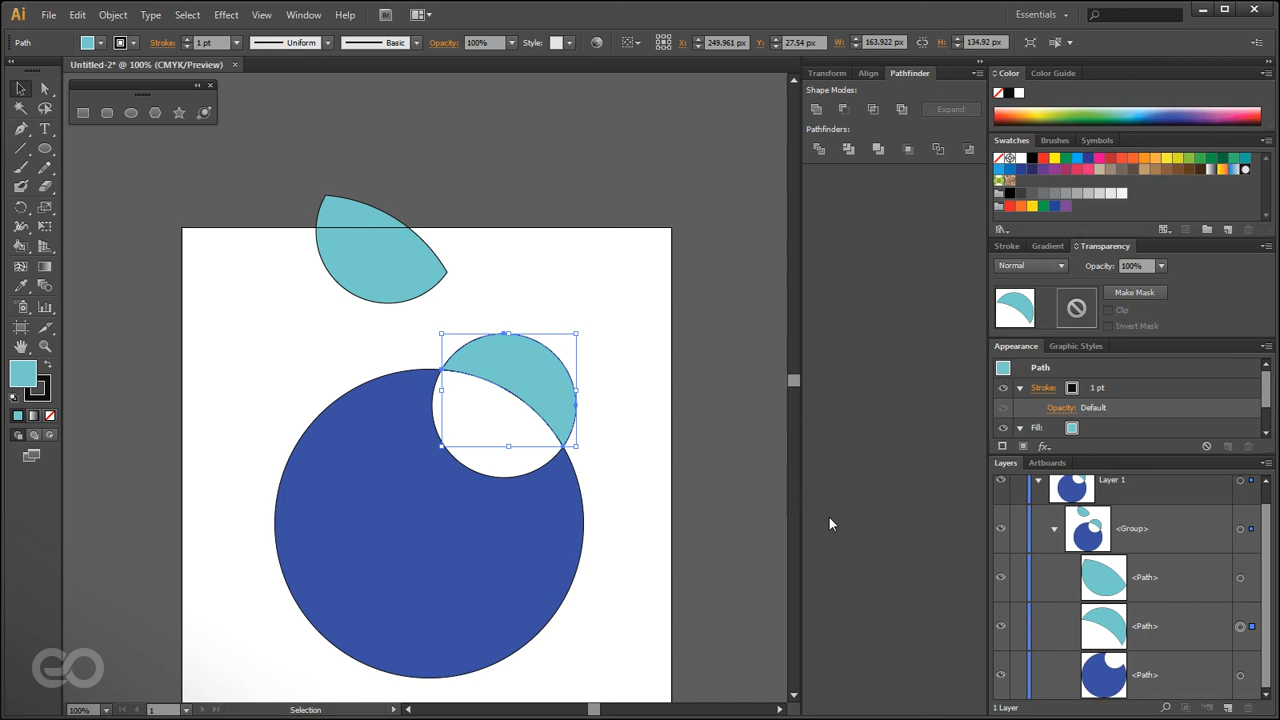 Ai File Edit Object Type Select Effect View Window Help Br Essentials
Path Stroke: 1 pt Uniform Basic Opacity: 100% Style: X: 249.961 px Y: 27.54 px W: 163.922 px H: 134.92 px
Untitled-2* @ 100% (CMYK/Preview) ×
Transform Align Pathfinder
Shape Modes:
Expand
Pathfinders:
Color Color Guide
Swatches Brushes Symbols
Stroke Gradient Transparency
Normal Opacity: 100%
Make Mask
Clip
Invert Mask
Appearance Graphic Styles
Path
Stroke: 1 pt
Opacity: Default
Fill:
fx
Layers Artboards
Layer 1
<Group>
<Path>
<Path>
<Path>
1 Layer
T
eo
100% 1 Selection